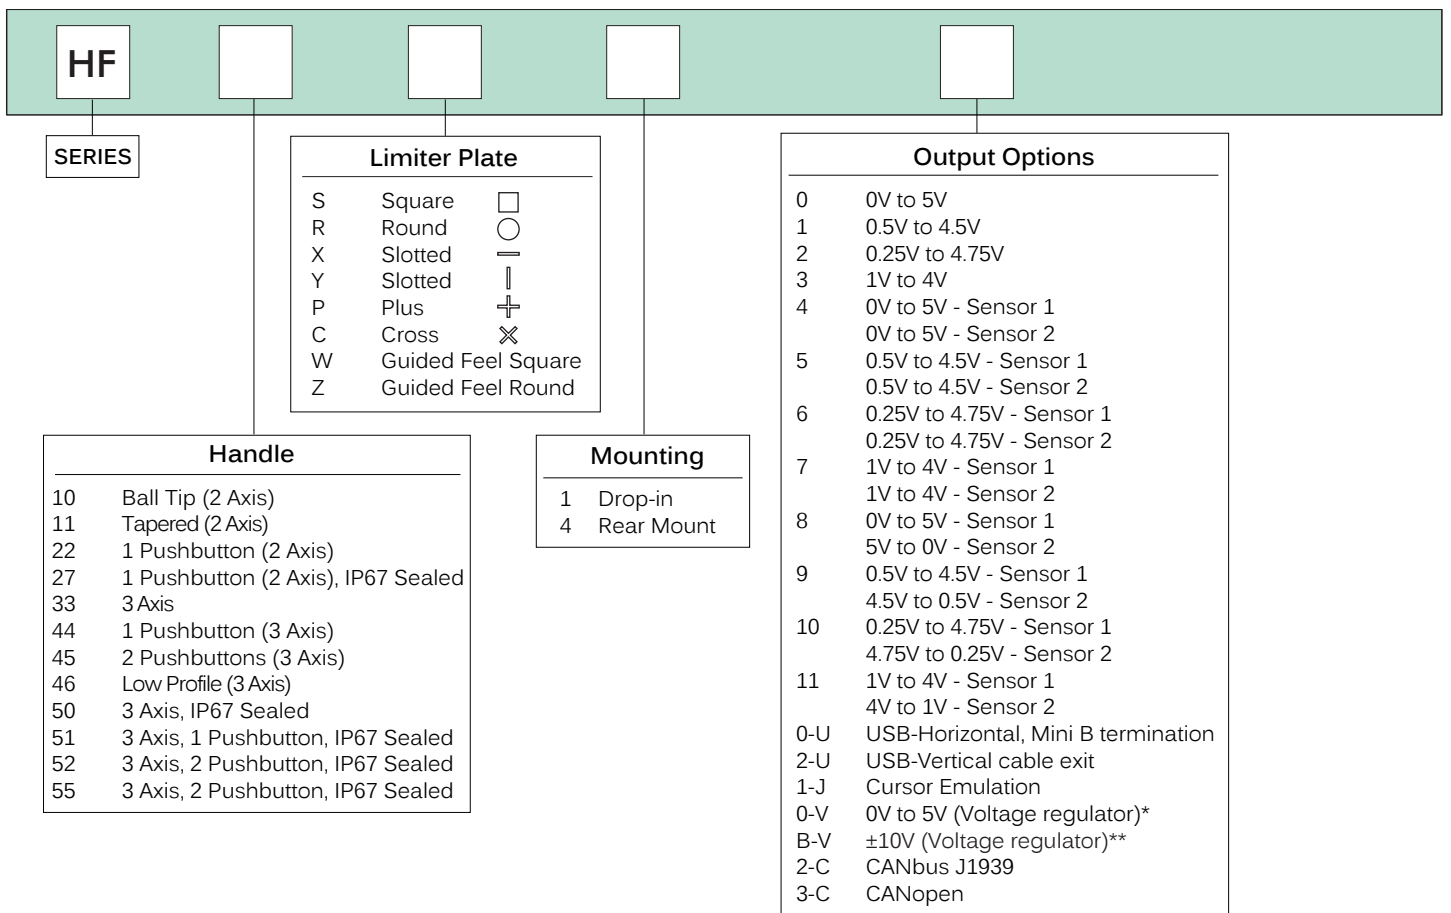 HF
SERIES
Limiter Plate
S Square
R Round
X Slotted
Y Slotted
P Plus
C Cross
W Guided Feel Square
Z Guided Feel Round
Handle
10 Ball Tip (2 Axis)
11 Tapered (2 Axis)
22 1 Pushbutton (2 Axis)
27 1 Pushbutton (2 Axis), IP67 Sealed
33 3 Axis
44 1 Pushbutton (3 Axis)
45 2 Pushbuttons (3 Axis)
46 Low Profile (3 Axis)
50 3 Axis, IP67 Sealed
51 3 Axis, 1 Pushbutton, IP67 Sealed
52 3 Axis, 2 Pushbutton, IP67 Sealed
55 3 Axis, 2 Pushbutton, IP67 Sealed
Mounting
1 Drop-in
4 Rear Mount
Output Options
0 0V to 5V
1 0.5V to 4.5V
2 0.25V to 4.75V
3 1V to 4V
4 0V to 5V - Sensor 1
0V to 5V - Sensor 2
5 0.5V to 4.5V - Sensor 1
0.5V to 4.5V - Sensor 2
6 0.25V to 4.75V - Sensor 1
0.25V to 4.75V - Sensor 2
7 1V to 4V - Sensor 1
1V to 4V - Sensor 2
8 0V to 5V - Sensor 1
5V to 0V - Sensor 2
9 0.5V to 4.5V - Sensor 1
4.5V to 0.5V - Sensor 2
10 0.25V to 4.75V - Sensor 1
4.75V to 0.25V - Sensor 2
11 1V to 4V - Sensor 1
4V to 1V - Sensor 2
0-U USB-Horizontal, Mini B termination
2-U USB-Vertical cable exit
1-J Cursor Emulation
0-V 0V to 5V (Voltage regulator)*
B-V ±10V (Voltage regulator)**
2-C CANbus J1939
3-C CANopen